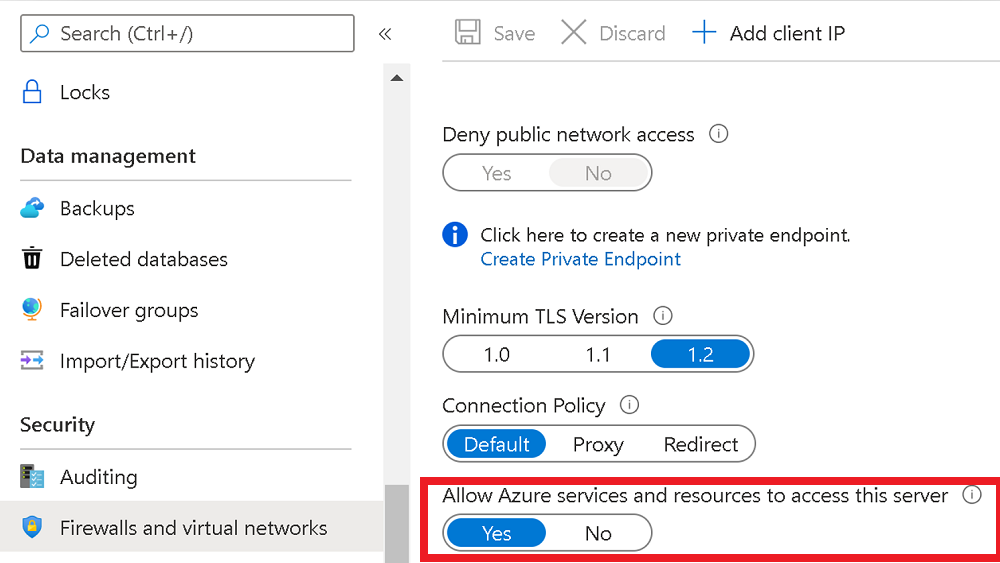 Search (Ctrl+/)
«
Locks
Data management
Backups
Deleted databases
Failover groups
Import/Export history
Security
Auditing
Firewalls and virtual networks
Save Discard Add client IP
Deny public network access
Yes No
Click here to create a new private endpoint.
Create Private Endpoint
Minimum TLS Version
1.0 1.1 1.2
Connection Policy
Default Proxy Redirect
Allow Azure services and resources to access this server
Yes No